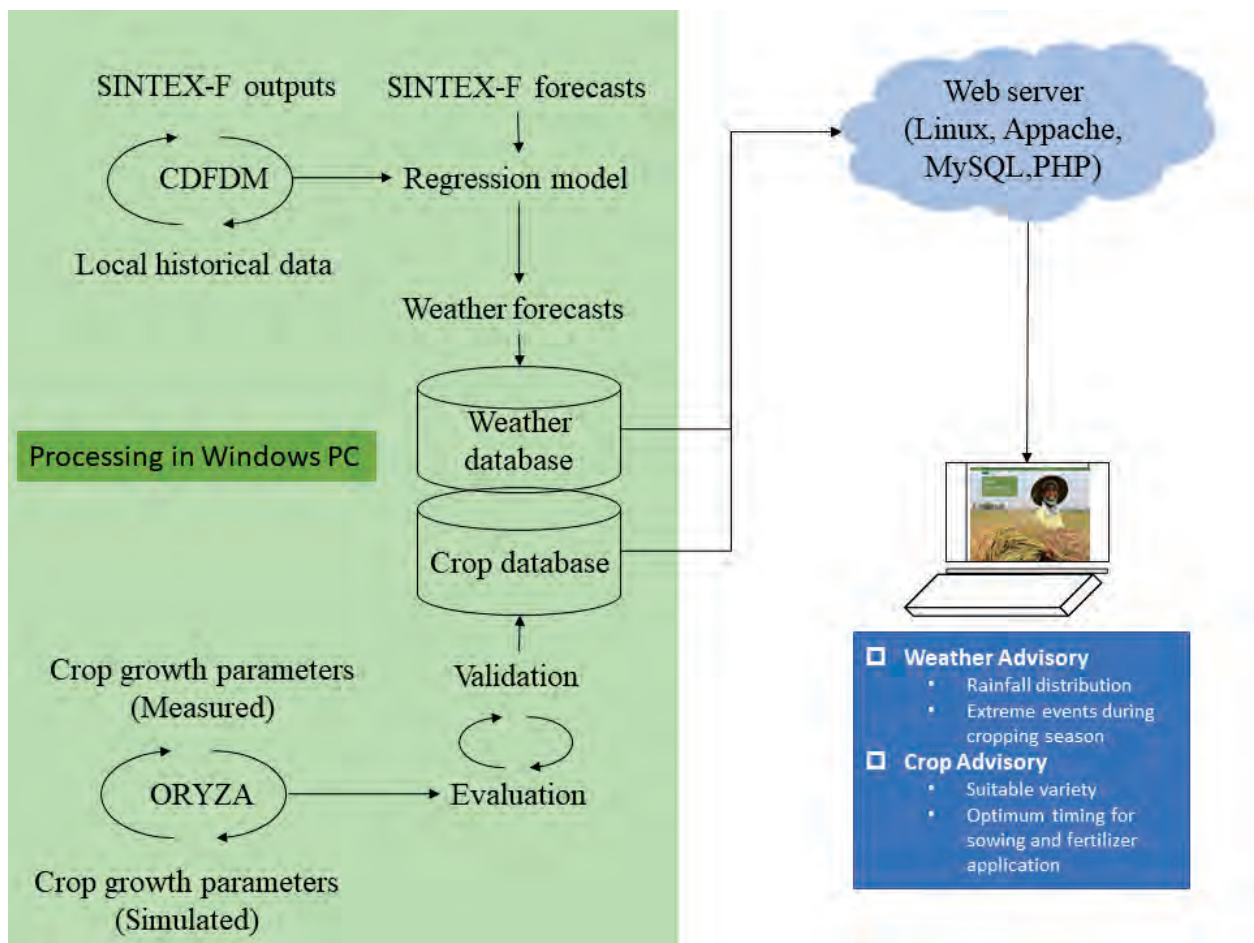 SINTEX-F outputs
SINTEX-F forecasts
CDFDM
Regression model
Local historical data
Weather forecasts
Weather
database
Processing in Windows PC
Crop database
Crop growth parameters
(Measured)
Validation
ORYZA
Evaluation
Crop growth parameters
(Simulated)
Web server
(Linux, Appache,
MySQL,PHP)
Weather Advisory
• Rainfall distribution
• Extreme events during
cropping season
Crop Advisory
• Suitable variety
• Optimum timing for
sowing and fertilizer
application